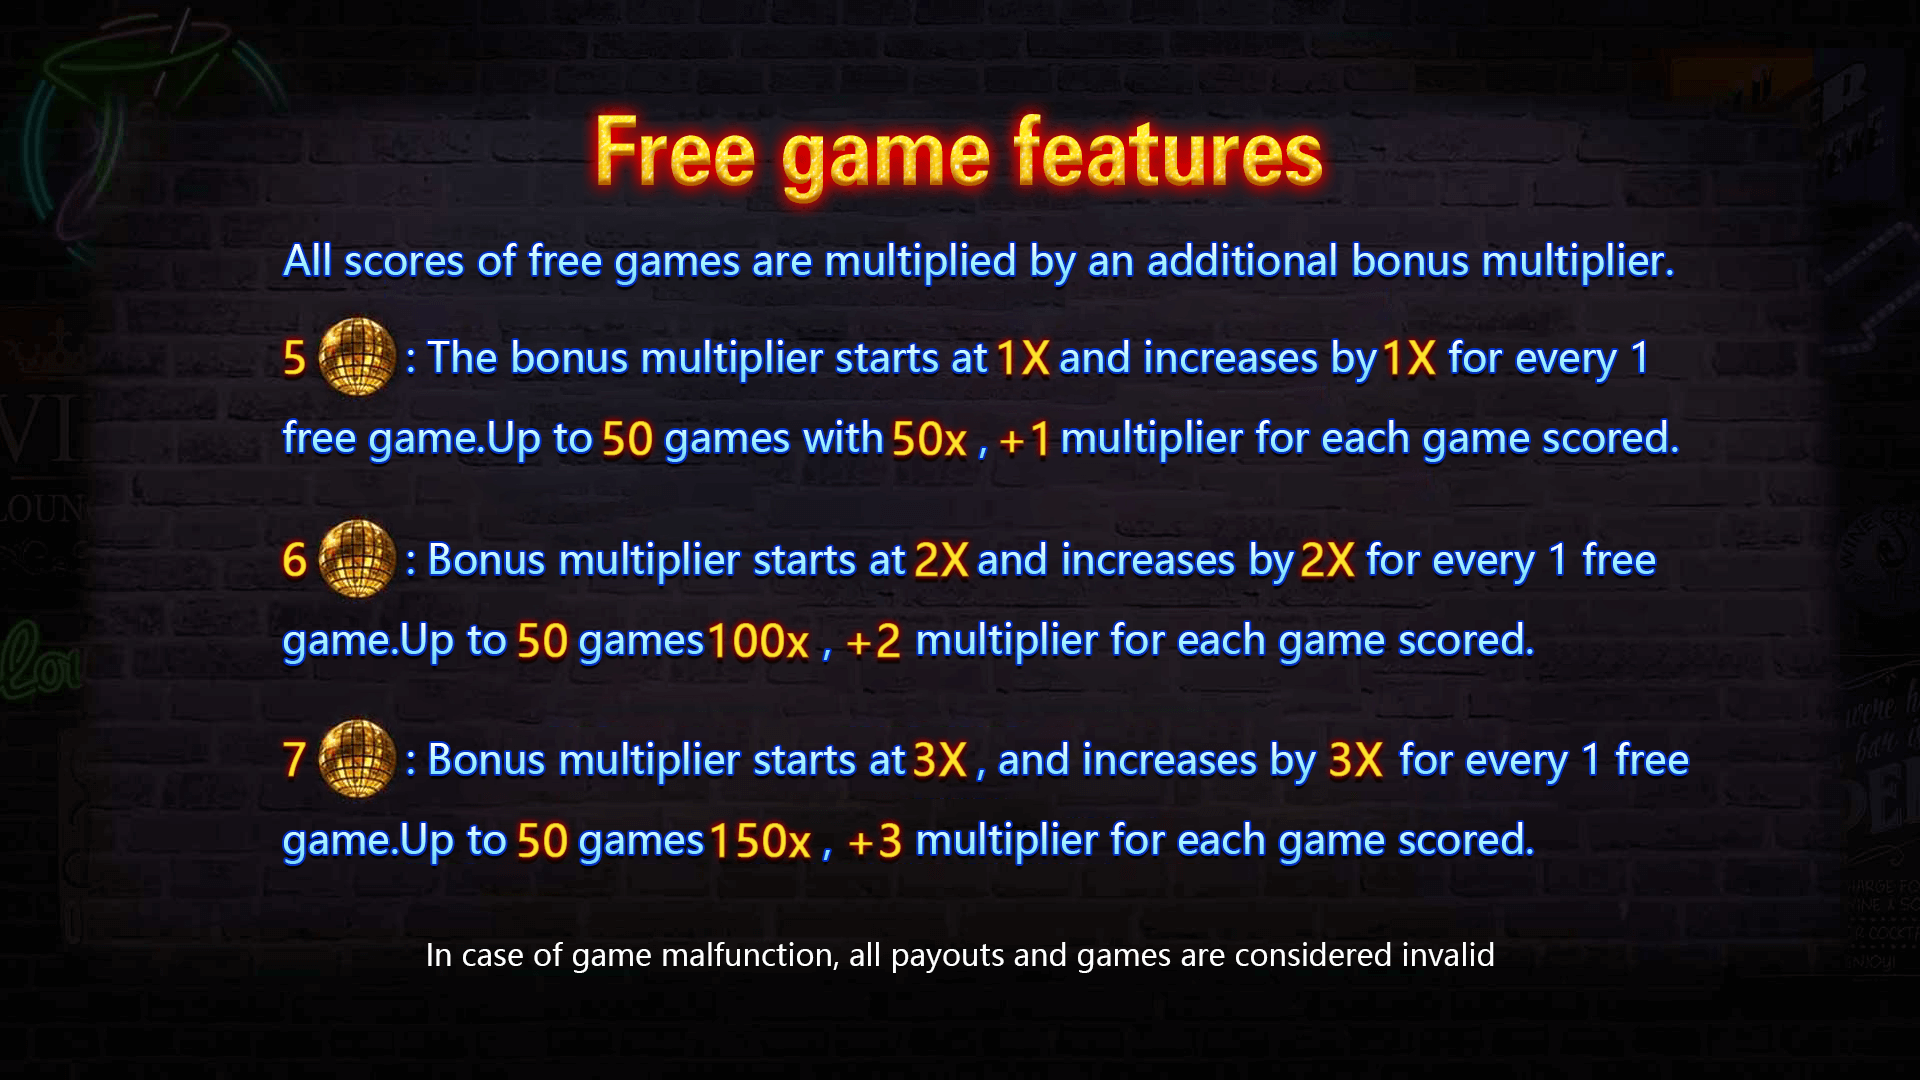 Free game features
All scores of free games are multiplied by an additional bonus multiplier.
5 : The bonus multiplier starts at 1X and increases by 1X for every 1
free game.Up to 50 games with 50x , +1 multiplier for each game scored.
6 : Bonus multiplier starts at 2X and increases by 2X for every 1 free
game.Up to 50 games 100x , +2 multiplier for each game scored.
7 : Bonus multiplier starts at 3X , and increases by 3X for every 1 free
game.Up to 50 games 150x , +3 multiplier for each game scored.
In case of game malfunction, all payouts and games are considered invalid